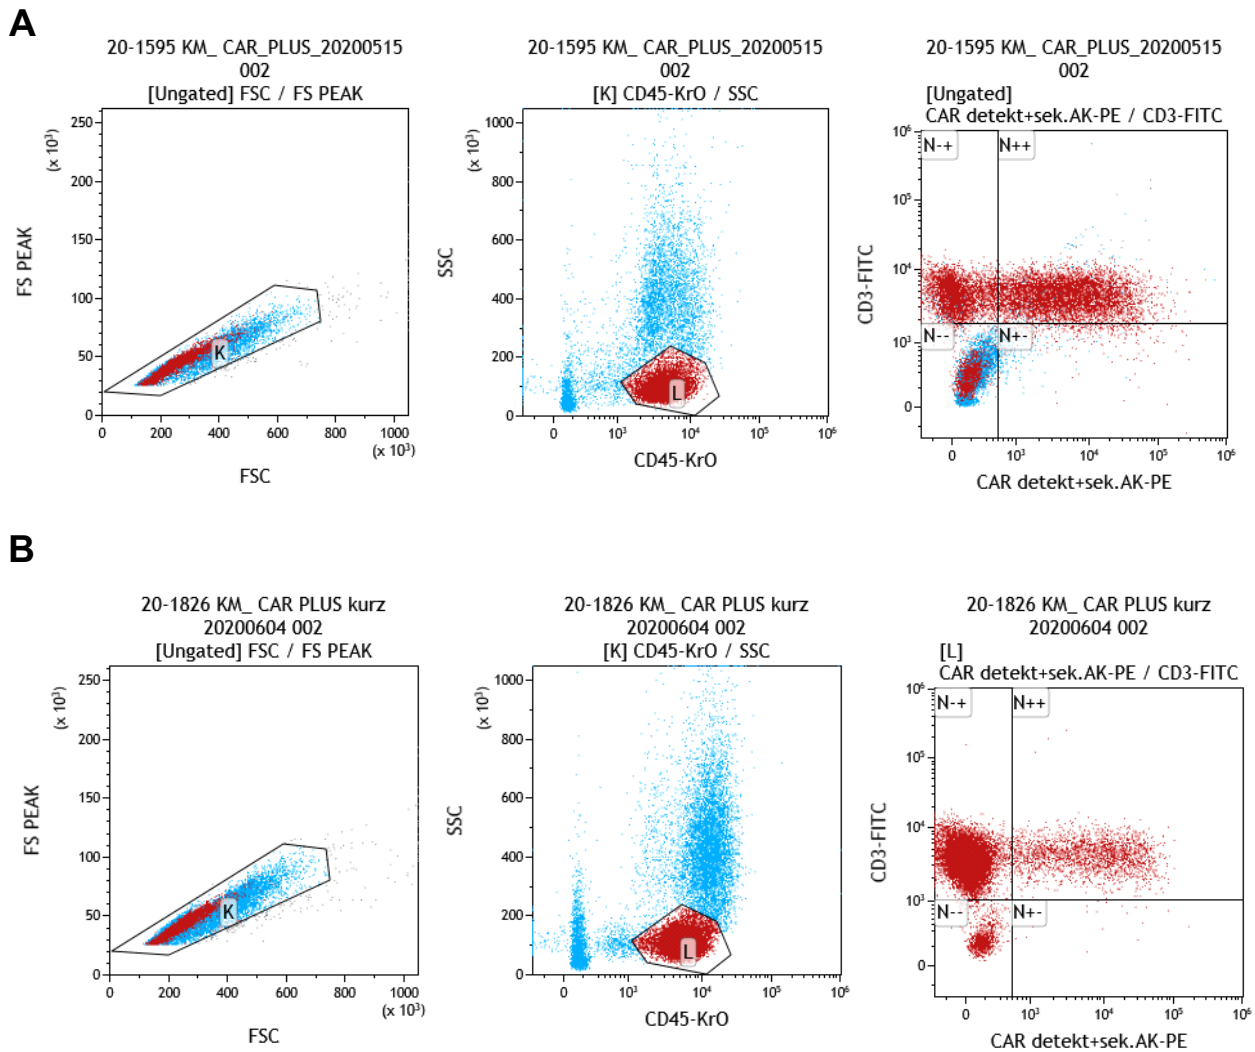 A
20-1595 KM_ CAR_PLUS_20200515
002
[Ungated] FSC / FS PEAK
(x 10³)
250
200
150
100
50
0
FS PEAK
K
0 200 400 600 800 1000
(x 10³)
FSC
20-1595 KM_ CAR_PLUS_20200515
002
[K] CD45-KrO / SSC
(x 10³)
1000
800
600
400
200
0
SSC
L
0 10³ 10⁴ 10⁵ 10⁶
CD45-KrO
20-1595 KM_ CAR_PLUS_20200515
002
[Ungated]
CAR detekt+sek.AK-PE / CD3-FITC
10⁶
10⁵
10⁴
10³
0
CD3-FITC
N-+ N++
N-- N+-
0 10³ 10⁴ 10⁵ 10⁶
CAR detekt+sek.AK-PE
B
20-1826 KM_ CAR PLUS kurz
20200604 002
[Ungated] FSC / FS PEAK
(x 10³)
250
200
150
100
50
0
FS PEAK
K
0 200 400 600 800 1000
(x 10³)
FSC
20-1826 KM_ CAR PLUS kurz
20200604 002
[K] CD45-KrO / SSC
(x 10³)
1000
800
600
400
200
0
SSC
L
0 10³ 10⁴ 10⁵ 10⁶
CD45-KrO
20-1826 KM_ CAR PLUS kurz
20200604 002
[L]
CAR detekt+sek.AK-PE / CD3-FITC
10⁶
10⁵
10⁴
10³
0
CD3-FITC
N-+ N++
N-- N+-
0 10³ 10⁴ 10⁵ 10⁶
CAR detekt+sek.AK-PE